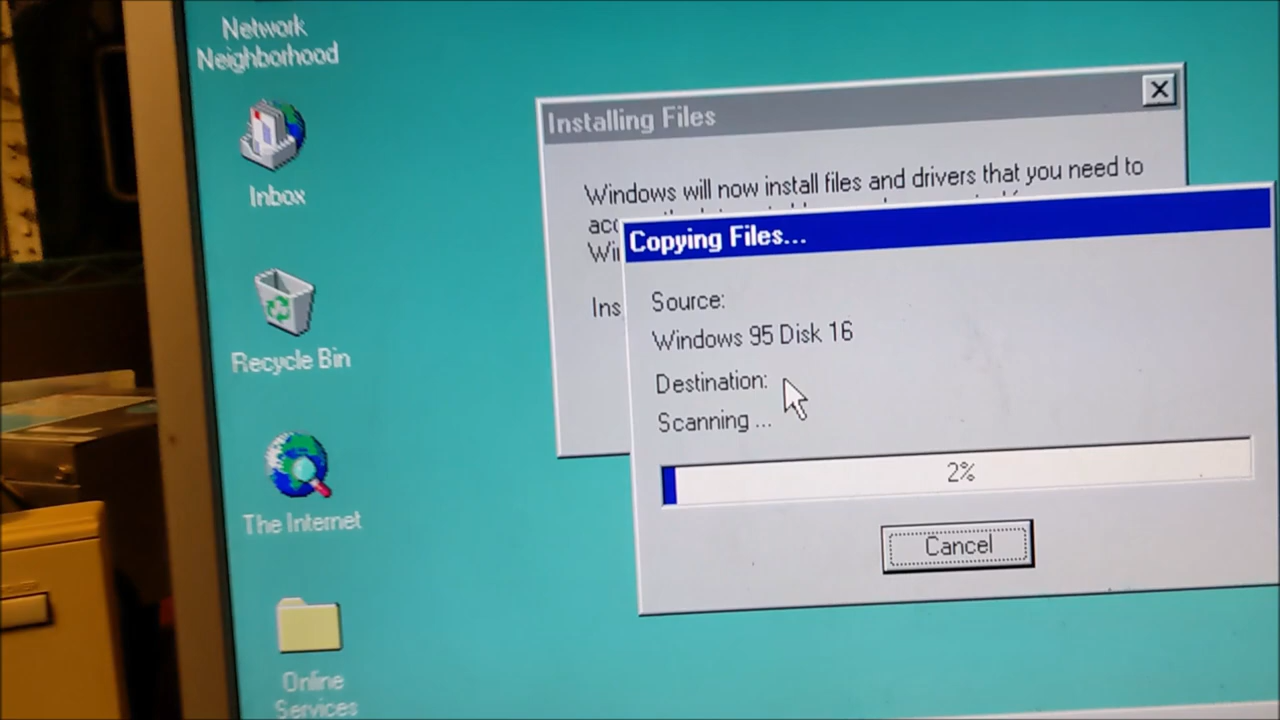 Network
Neighborhood
Inbox
Recycle Bin
The Internet
Online
Services
Installing Files
Windows will now install files and drivers that you need to
Copying Files...
Source:
Windows 95 Disk 16
Destination:
Scanning ...
2%
Cancel